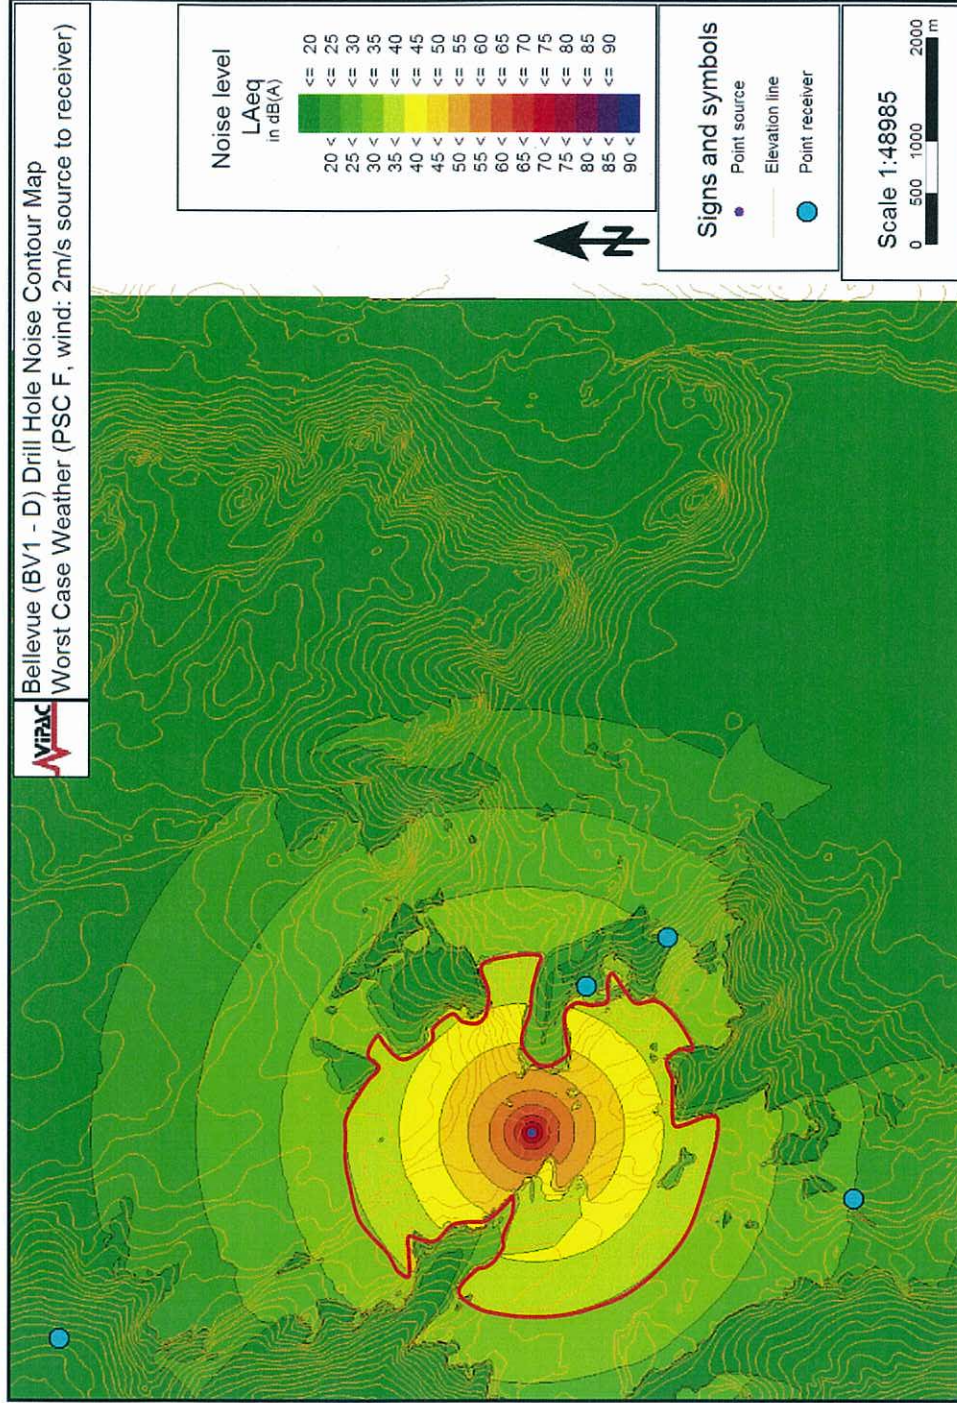 VIPAC
Bellevue (BV1 - D) Drill Hole Noise Contour Map
Worst Case Weather (PSC F, wind: 2m/s source to receiver)
Noise level
LAeq
in dB(A)
<= 20
20 < <= 25
25 < <= 30
30 < <= 35
35 < <= 40
40 < <= 45
45 < <= 50
50 < <= 55
55 < <= 60
60 < <= 65
65 < <= 70
70 < <= 75
75 < <= 80
80 < <= 85
85 < <= 90
90 <
N
Signs and symbols
Point source
Elevation line
Point receiver
Scale 1:48985
0 500 1000 2000
m